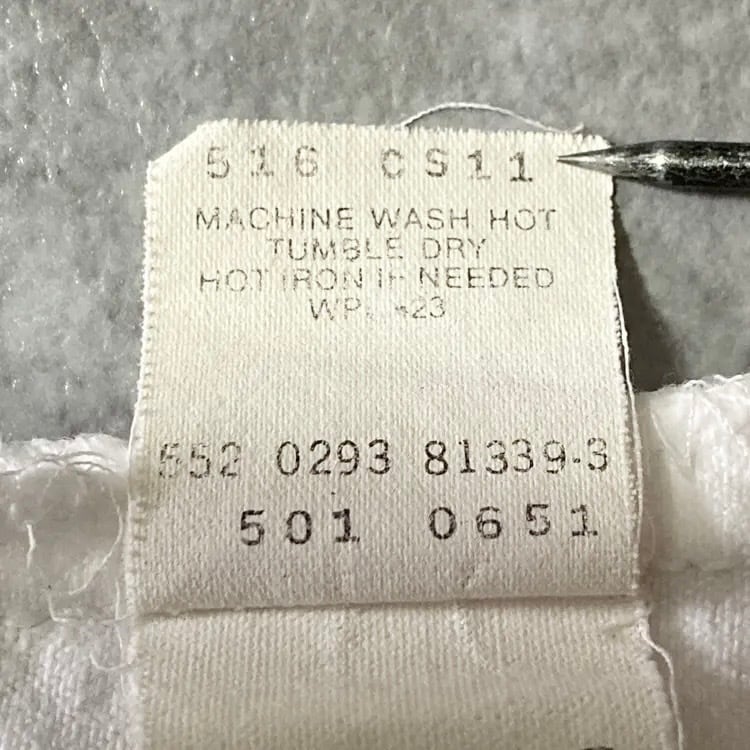 516 CS11
MACHINE WASH HOT
TUMBLE DRY
HOT IRON IF NEEDED
WPL 423
552 0293 81339-3
501 0651